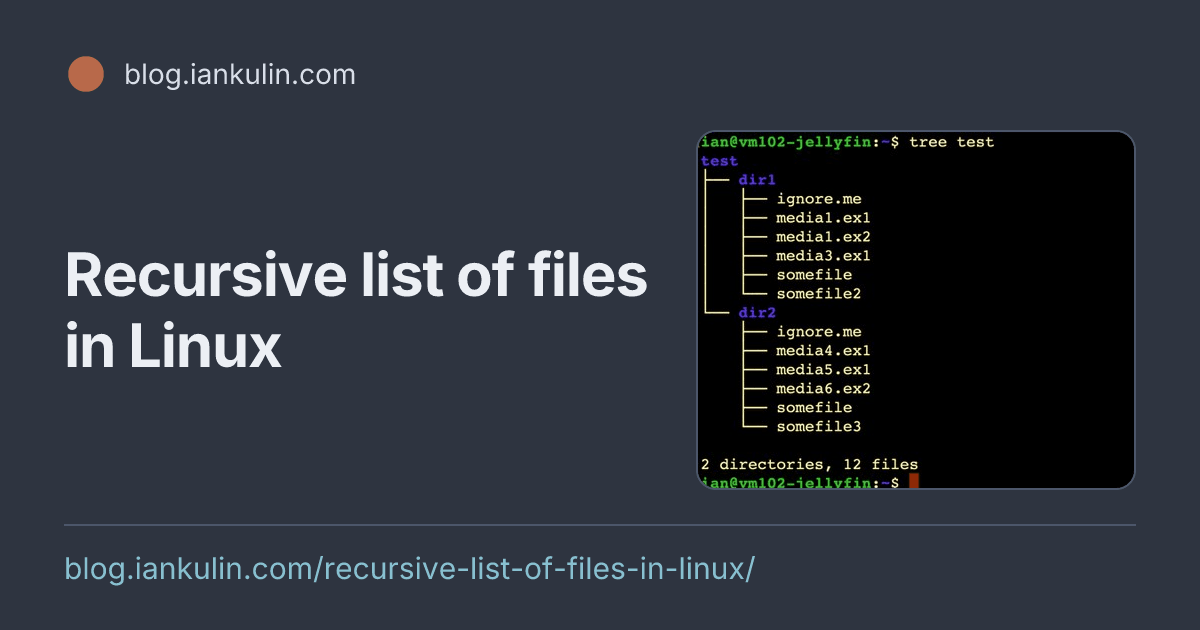 blog.iankulin.com
Recursive list of files
in Linux
ian@vm102-jellyfin:~$ tree test
test
├── dir1
│   ├── ignore.me
│   ├── media1.ex1
│   ├── media1.ex2
│   ├── media3.ex1
│   ├── somefile
│   └── somefile2
└── dir2
    ├── ignore.me
    ├── media4.ex1
    ├── media5.ex1
    ├── media6.ex2
    ├── somefile
    └── somefile3
2 directories, 12 files
ian@vm102-jellyfin:~$
blog.iankulin.com/recursive-list-of-files-in-linux/